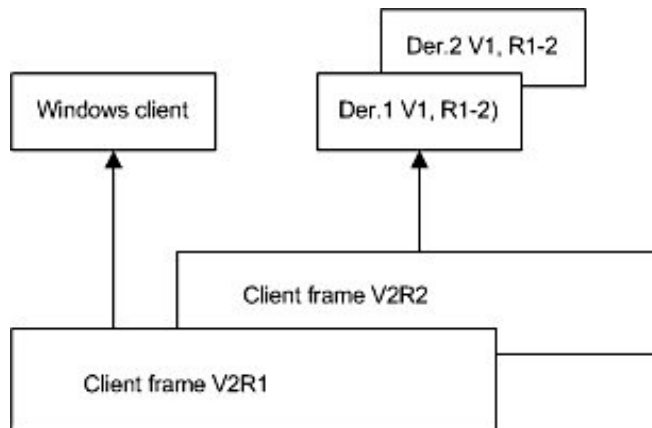 Der.2 V1, R1-2
Windows client
Der.1 V1, R1-2)
Client frame V2R2
Client frame V2R1